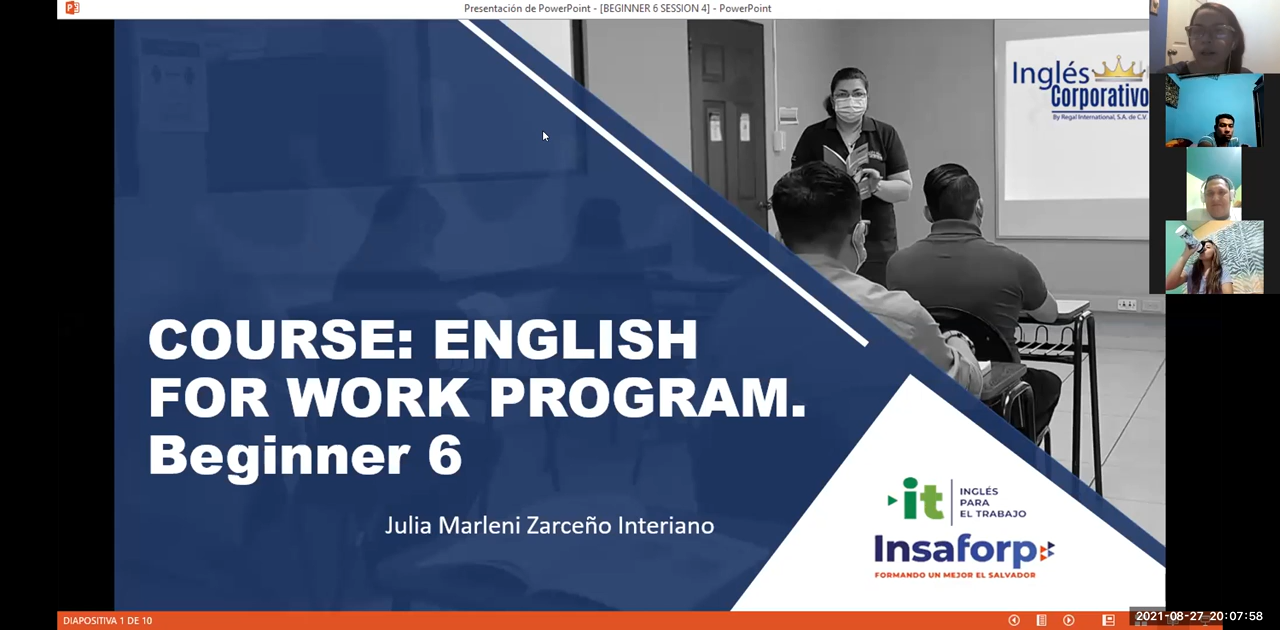 Presentación de PowerPoint - [BEGINNER 6 SESSION 4] - PowerPoint
Inglés
Corporativo
By Regal International, S.A. de C.V.
COURSE: ENGLISH
FOR WORK PROGRAM.
Beginner 6
Julia Marleni Zarceño Interiano
it
INGLÉS
PARA
EL TRABAJO
Insaforp
FORMANDO UN MEJOR EL SALVADOR
DIAPOSITIVA 1 DE 10
2021-08-27 20:07:58